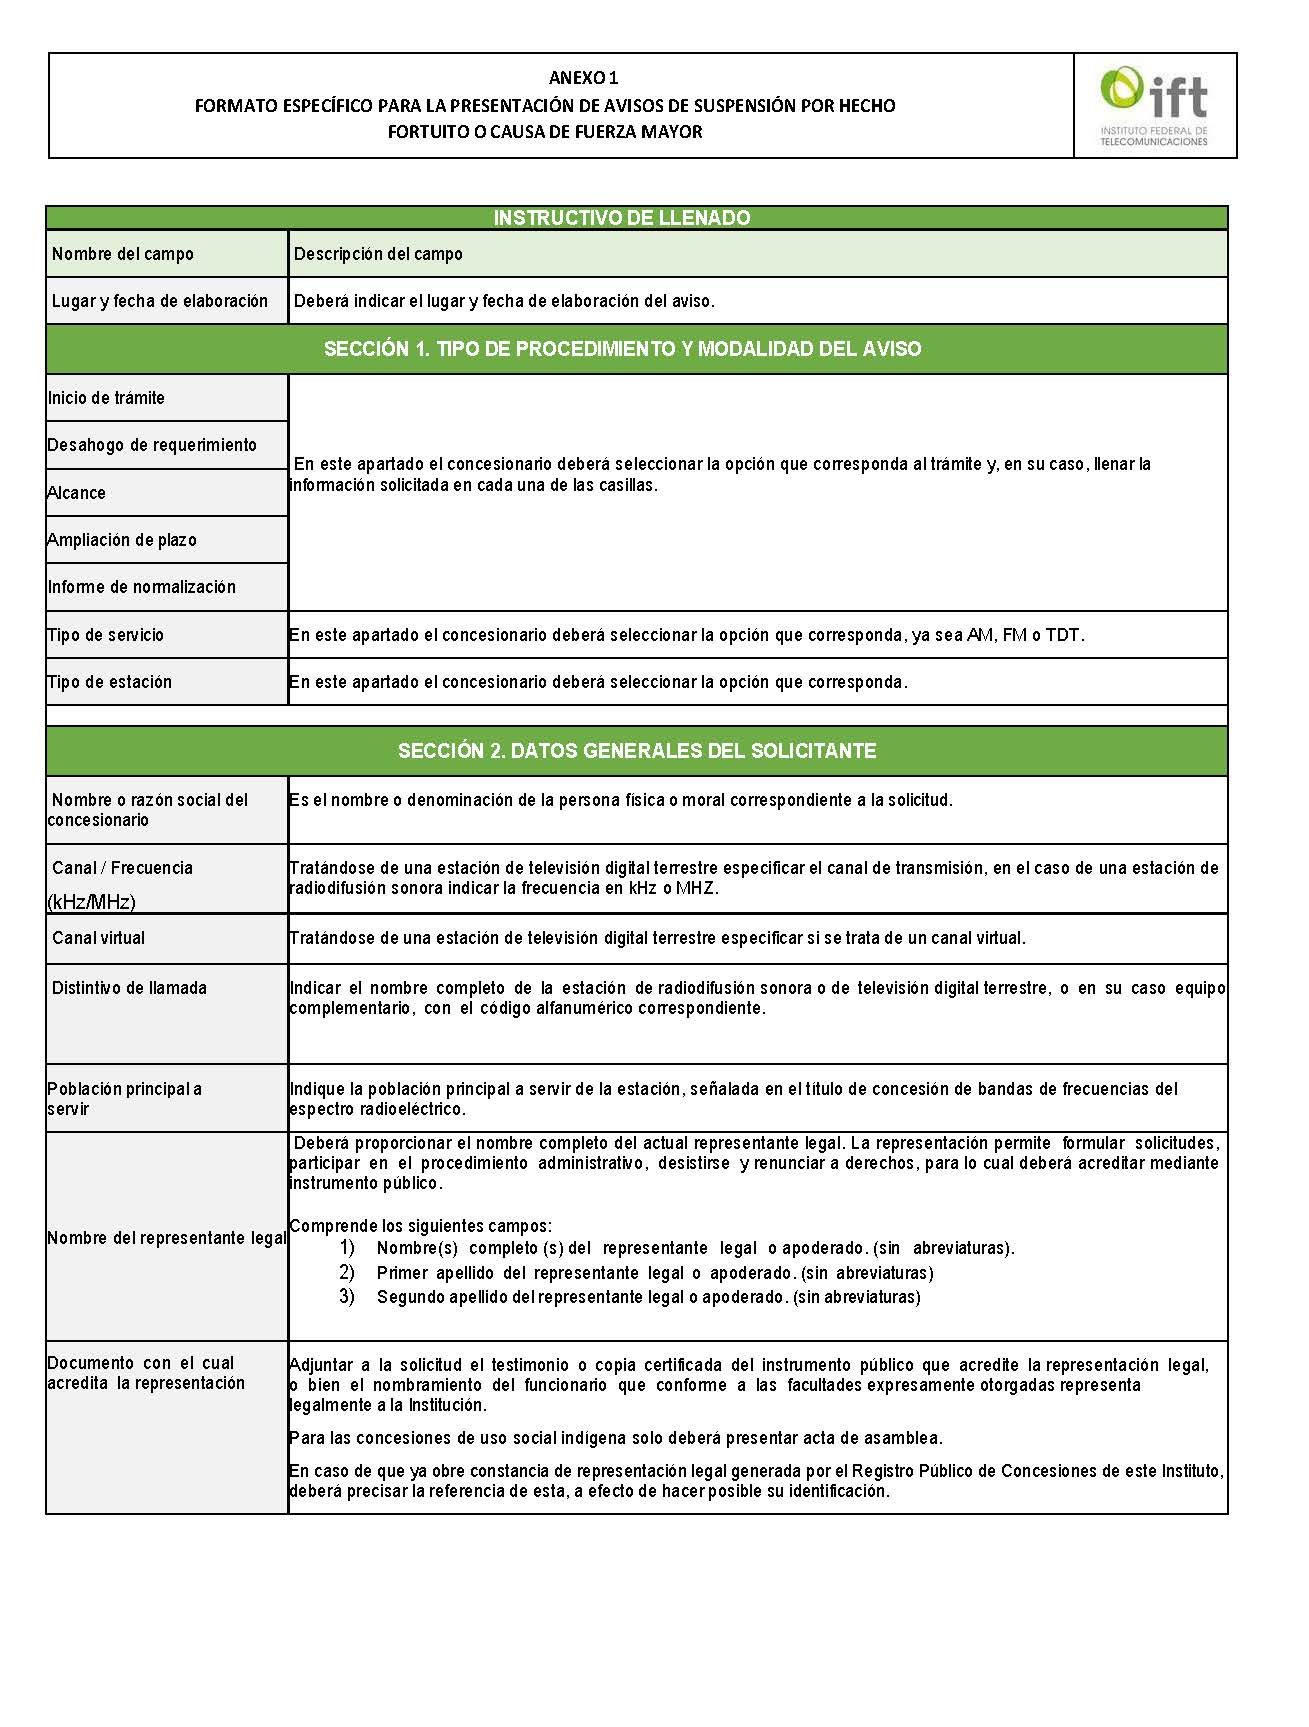 ANEXO 1
FORMATO ESPECÍFICO PARA LA PRESENTACIÓN DE AVISOS DE SUSPENSIÓN POR HECHO
FORTUITO O CAUSA DE FUERZA MAYOR
ift
INSTITUTO FEDERAL DE
TELECOMUNICACIONES
INSTRUCTIVO DE LLENADO
Nombre del campo
Descripción del campo
Lugar y fecha de elaboración
Deberá indicar el lugar y fecha de elaboración del aviso.
SECCIÓN 1. TIPO DE PROCEDIMIENTO Y MODALIDAD DEL AVISO
Inicio de trámite
Desahogo de requerimiento
Alcance
Ampliación de plazo
Informe de normalización
En este apartado el concesionario deberá seleccionar la opción que corresponda al trámite y, en su caso, llenar la
información solicitada en cada una de las casillas.
Tipo de servicio
En este apartado el concesionario deberá seleccionar la opción que corresponda, ya sea AM, FM o TDT.
Tipo de estación
En este apartado el concesionario deberá seleccionar la opción que corresponda.
SECCIÓN 2. DATOS GENERALES DEL SOLICITANTE
Nombre o razón social del
concesionario
Es el nombre o denominación de la persona física o moral correspondiente a la solicitud.
Canal / Frecuencia
(kHz/MHz)
Tratándose de una estación de televisión digital terrestre especificar el canal de transmisión, en el caso de una estación de
radiodifusión sonora indicar la frecuencia en kHz o MHZ.
Canal virtual
Tratándose de una estación de televisión digital terrestre especificar si se trata de un canal virtual.
Distintivo de llamada
Indicar el nombre completo de la estación de radiodifusión sonora o de televisión digital terrestre, o en su caso equipo
complementario, con el código alfanumérico correspondiente.
Población principal a
servir
Indique la población principal a servir de la estación, señalada en el título de concesión de bandas de frecuencias del
espectro radioeléctrico.
Nombre del representante legal
Deberá proporcionar el nombre completo del actual representante legal. La representación permite formular solicitudes,
participar en el procedimiento administrativo, desistirse y renunciar a derechos, para lo cual deberá acreditar mediante
instrumento público.
Comprende los siguientes campos:
1) Nombre(s) completo (s) del representante legal o apoderado. (sin abreviaturas).
2) Primer apellido del representante legal o apoderado. (sin abreviaturas)
3) Segundo apellido del representante legal o apoderado. (sin abreviaturas)
Documento con el cual
acredita la representación
Adjuntar a la solicitud el testimonio o copia certificada del instrumento público que acredite la representación legal,
o bien el nombramiento del funcionario que conforme a las facultades expresamente otorgadas representa
legalmente a la Institución.
Para las concesiones de uso social indígena solo deberá presentar acta de asamblea.
En caso de que ya obre constancia de representación legal generada por el Registro Público de Concesiones de este Instituto,
deberá precisar la referencia de esta, a efecto de hacer posible su identificación.